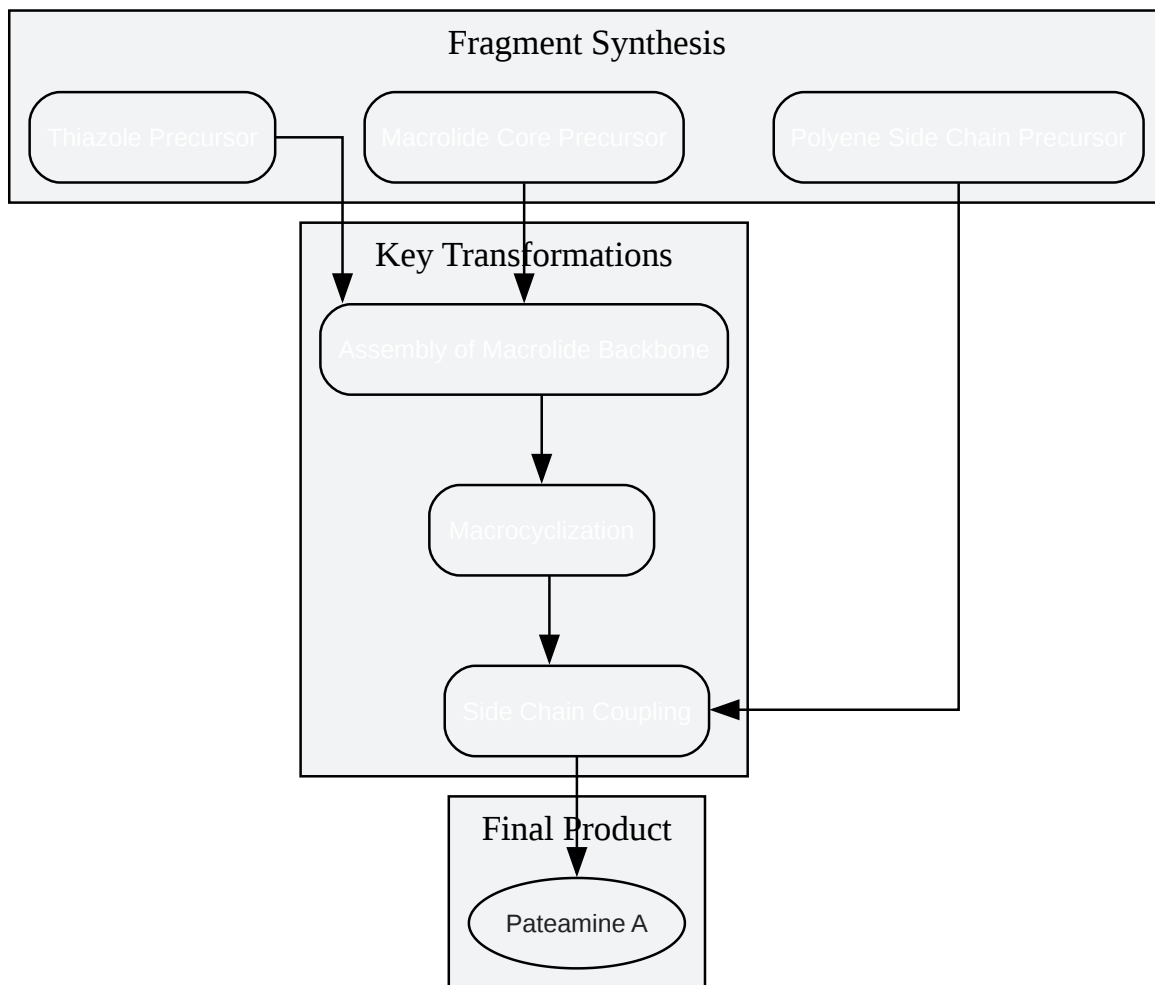 Fragment Synthesis
Thiazole Precursor
Macrolide Core Precursor
Polyene Side Chain Precursor
Key Transformations
Assembly of Macrolide Backbone
Macrocyclization
Side Chain Coupling
Final Product
Pateamine A